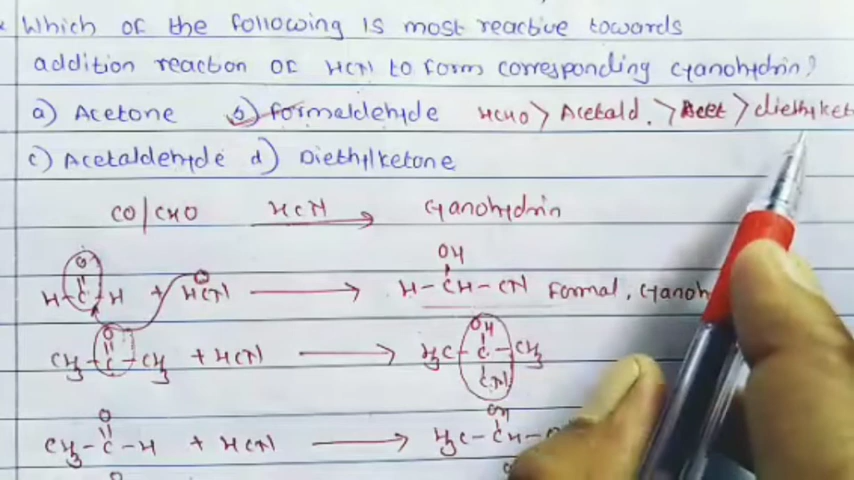 Which of the following is most reactive towards
addition reaction of HCN to form corresponding cyanohydrin?
a) Acetone b) formaldehyde HCHO > Acetald. > Acet > diethylket
c) Acetaldehyde d) Diethylketone
CO/CHO HCN cyanohydrin
O OH
H-C-H + HCN H-CH-CN Formal. cyanoh
O OH
CH3-C-CH3 + HCN H3C-C-CH3
CN
O OH
CH3-C-H + HCN H3C-CH-
O